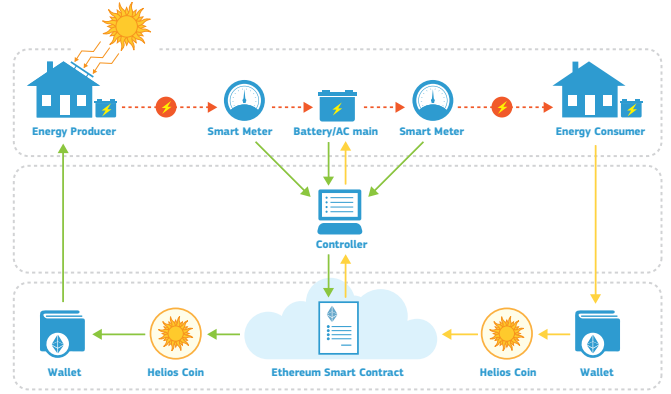 Energy Producer
Smart Meter
Battery/AC main
Smart Meter
Energy Consumer
Controller
Wallet
Helios Coin
Ethereum Smart Contract
Helios Coin
Wallet